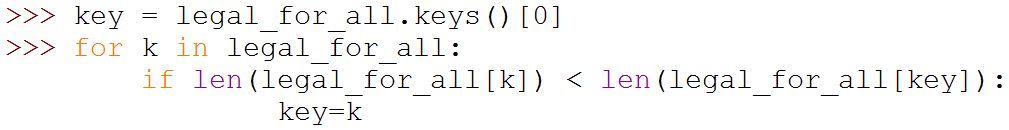 >>> key = legal_for_all.keys()[0]
>>> for k in legal_for_all:
        if len(legal_for_all[k]) < len(legal_for_all[key]):
                key=k